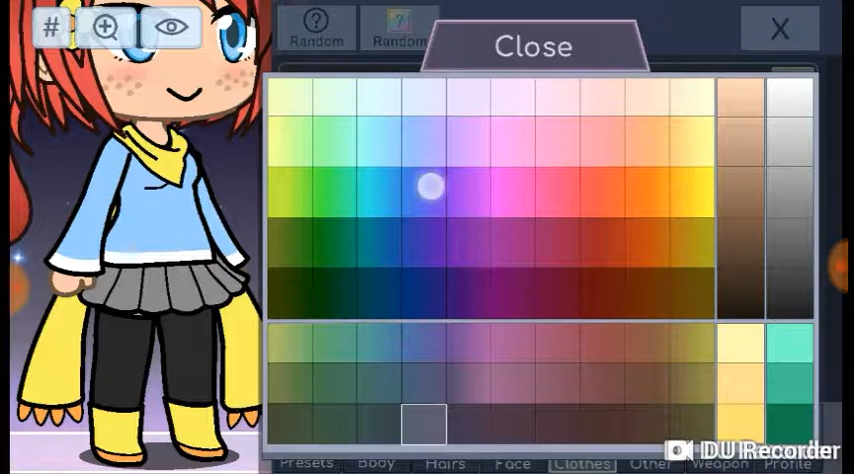 #
Random
Random
Close
X
Presets
Body
Hairs
Face
Clothes
Other
Weapon
Profile
DU Recorder